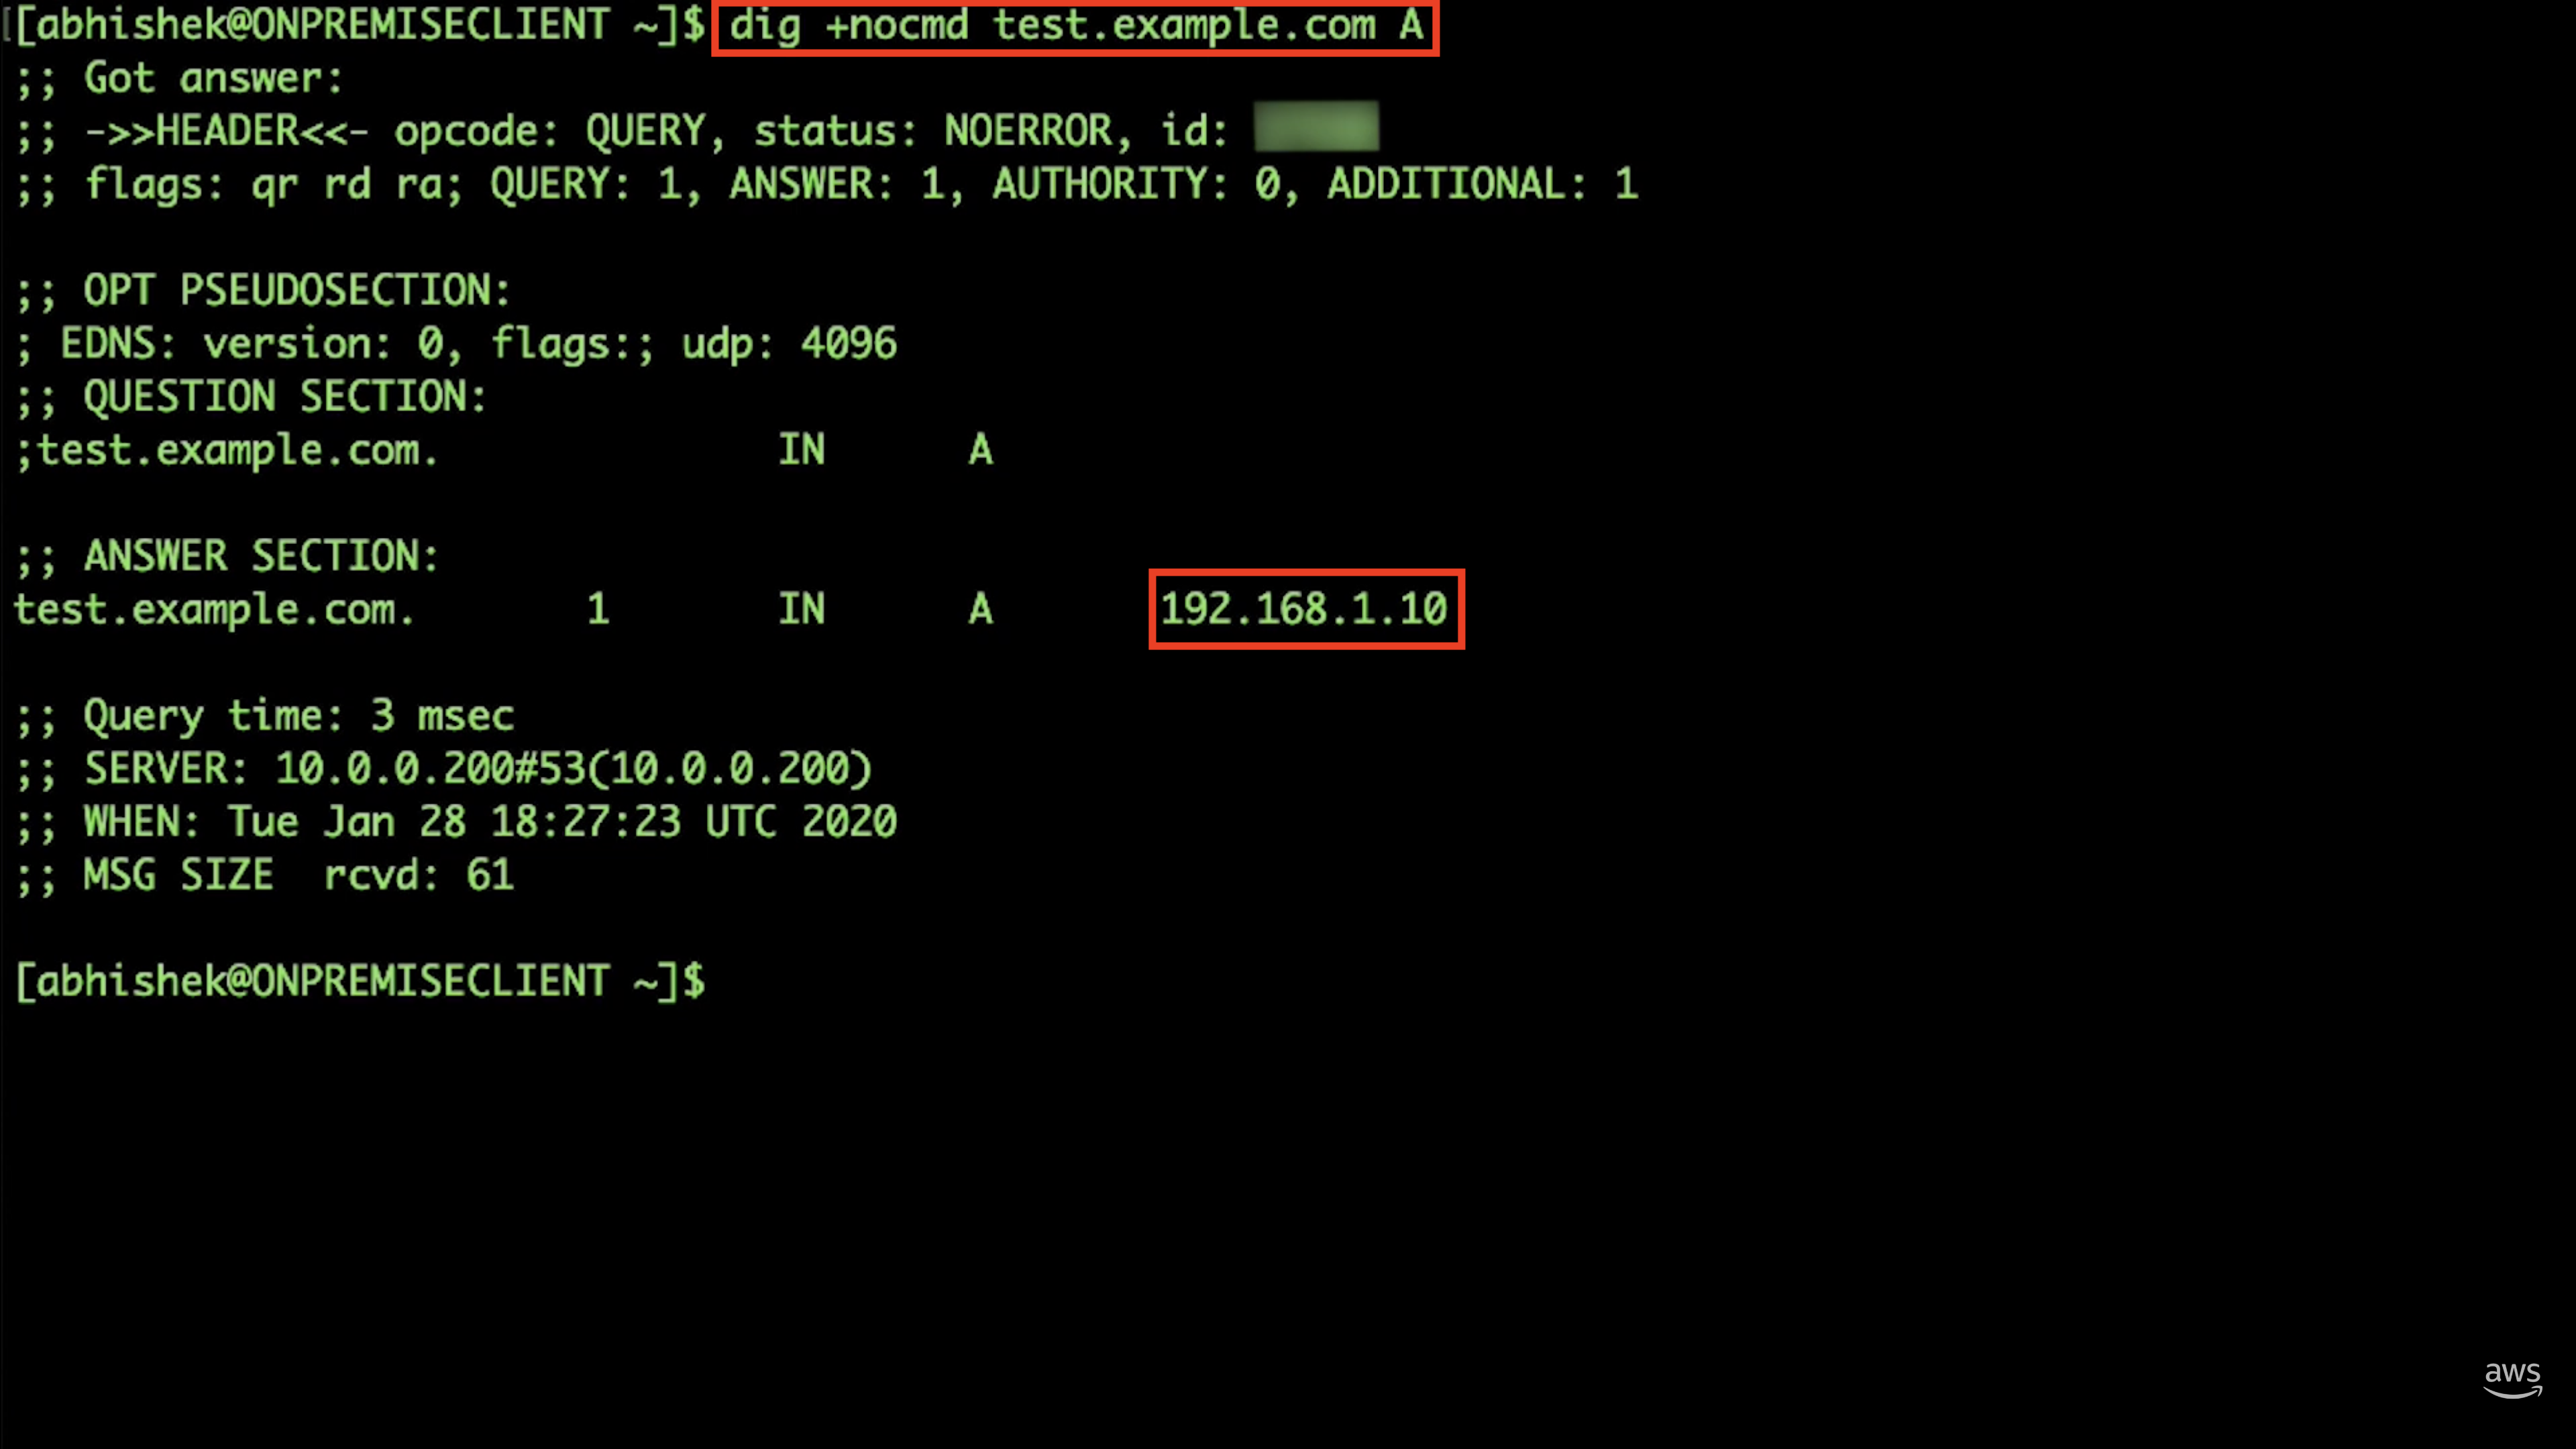 [[abhishek@ONPREMISECLIENT ~]$ dig +nocmd test.example.com A
;; Got answer:
;; ->>HEADER<<- opcode: QUERY, status: NOERROR, id:
;; flags: qr rd ra; QUERY: 1, ANSWER: 1, AUTHORITY: 0, ADDITIONAL: 1
;; OPT PSEUDOSECTION:
; EDNS: version: 0, flags:; udp: 4096
;; QUESTION SECTION:
;test.example.com. IN A
;; ANSWER SECTION:
test.example.com. 1 IN A 192.168.1.10
;; Query time: 3 msec
;; SERVER: 10.0.0.200#53(10.0.0.200)
;; WHEN: Tue Jan 28 18:27:23 UTC 2020
;; MSG SIZE  rcvd: 61
[abhishek@ONPREMISECLIENT ~]$
aws